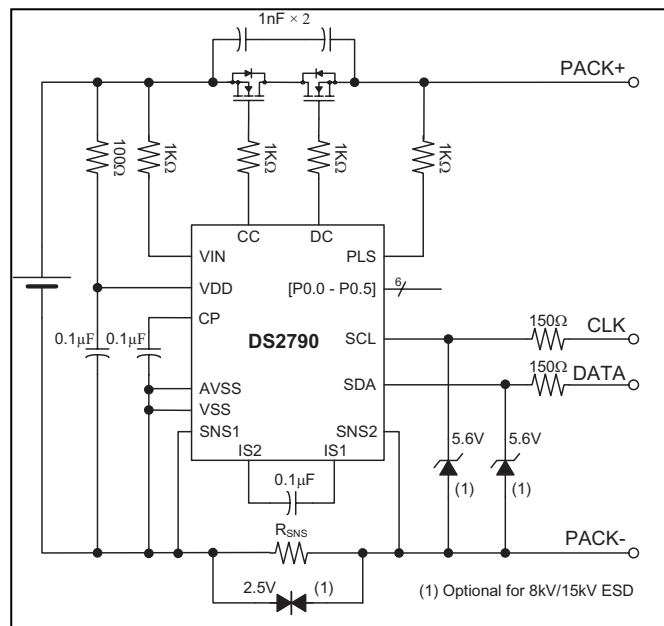 1nF × 2
PACK+
100Ω
1KΩ
1KΩ
1KΩ
1KΩ
CC
DC
VIN
PLS
VDD
[P0.0 - P0.5]
6
CP
0.1μF
0.1μF
DS2790
SCL
150Ω
CLK
SDA
150Ω
DATA
AVSS
VSS
SNS1
SNS2
IS2
IS1
0.1μF
5.6V
5.6V
(1)
(1)
RSNS
PACK-
2.5V
(1)
(1) Optional for 8kV/15kV ESD